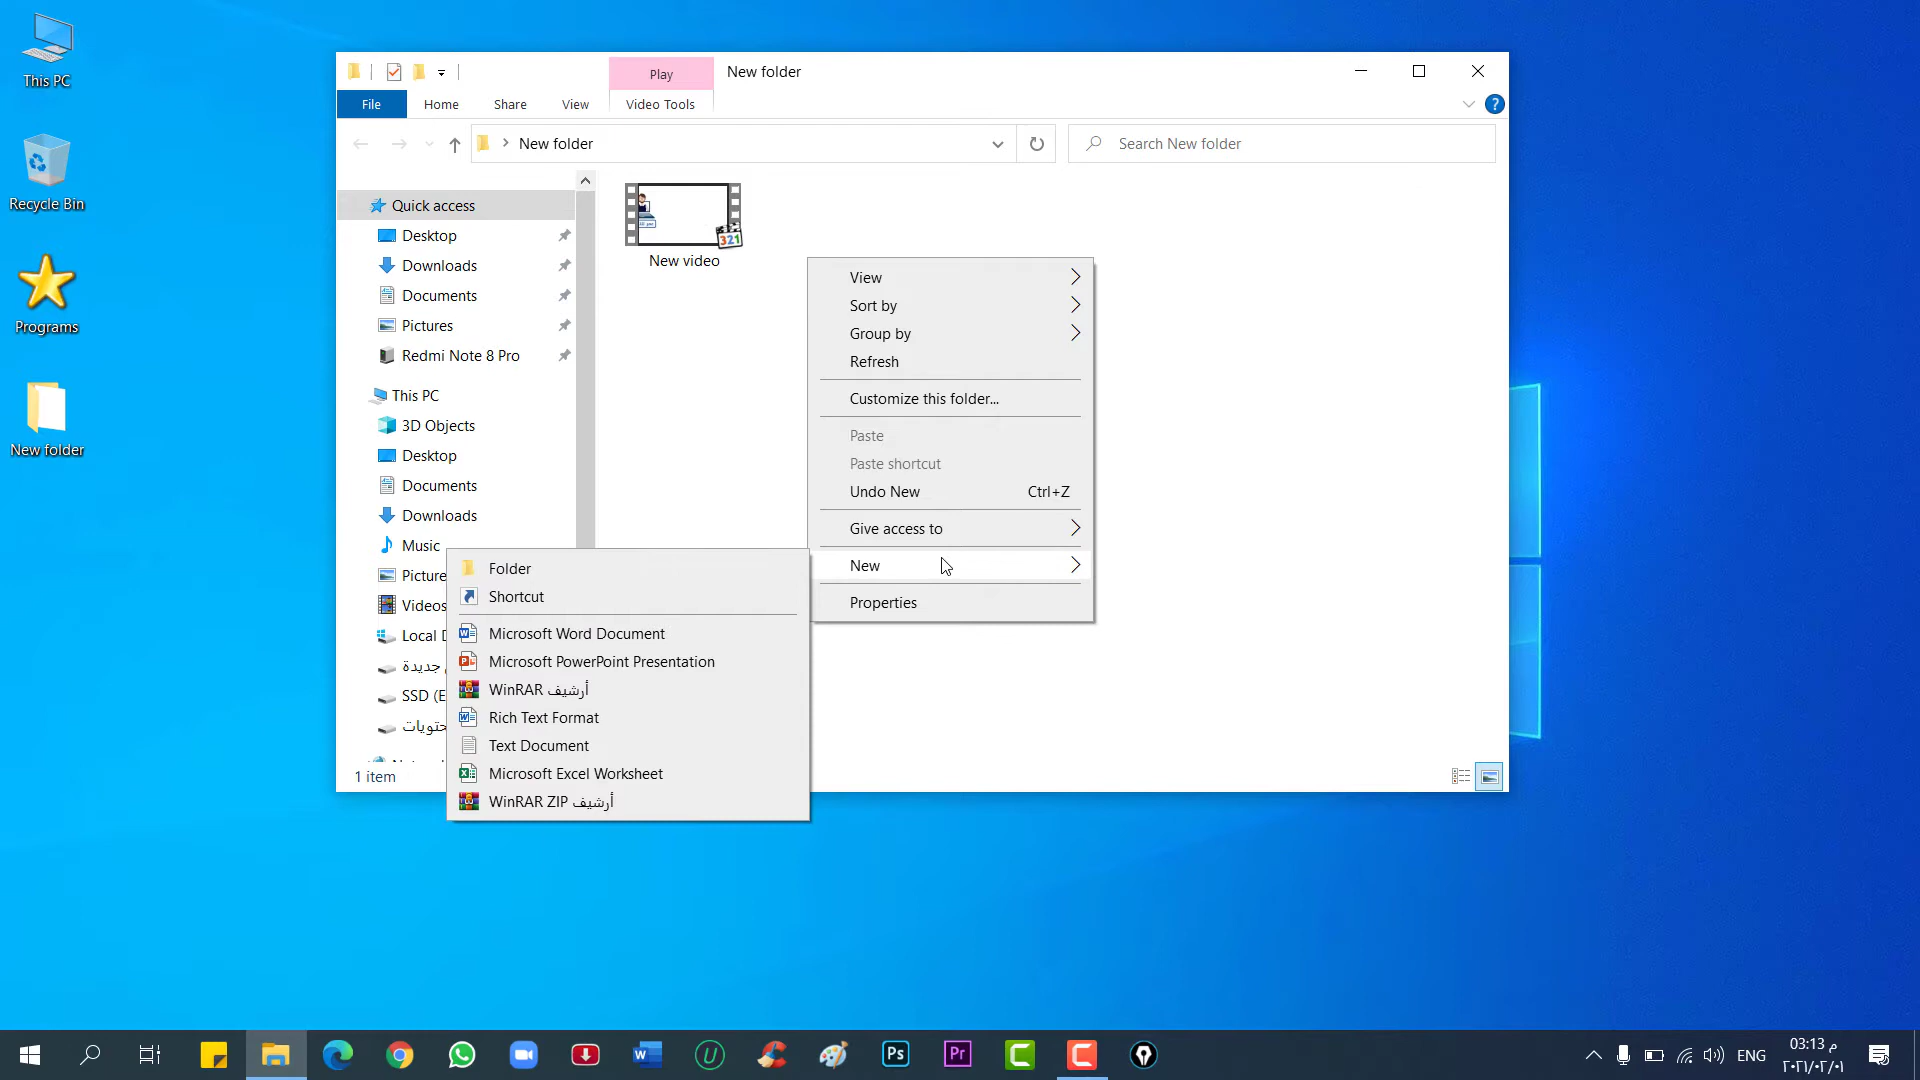 This PC
Recycle Bin
Programs
New folder
Play
New folder
File
Home
Share
View
Video Tools
New folder
Search New folder
Quick access
Desktop
Downloads
Documents
Pictures
Redmi Note 8 Pro
This PC
3D Objects
Desktop
Documents
Downloads
Music
Picture
Videos
Local D
جديدة
SSD (E
حتويات
1 item
New video
321
View
Sort by
Group by
Refresh
Customize this folder...
Paste
Paste shortcut
Undo New Ctrl+Z
Give access to
New
Properties
Folder
Shortcut
Microsoft Word Document
Microsoft PowerPoint Presentation
أرشيف WinRAR
Rich Text Format
Text Document
Microsoft Excel Worksheet
أرشيف WinRAR ZIP
Ps
Pr
ENG
03:13 م
٢٠٢١/٠٢/٠١